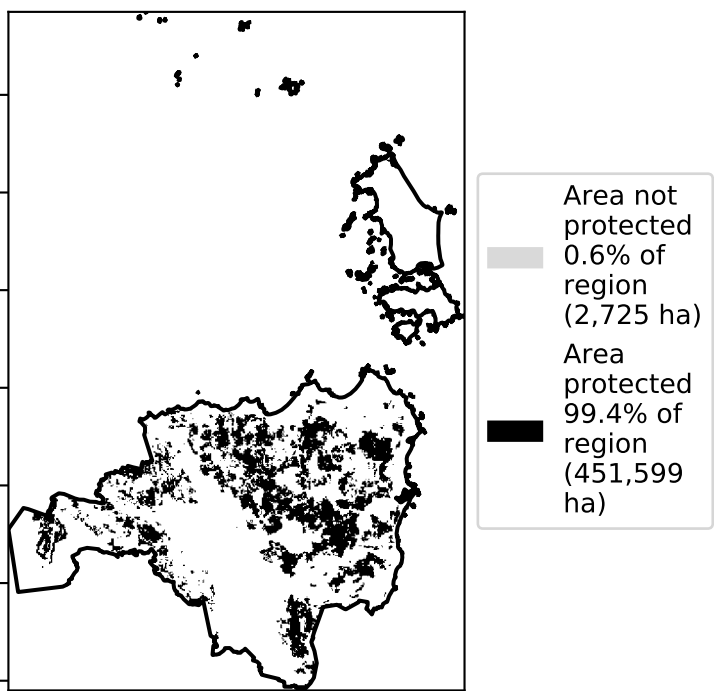 Area not
protected
0.6% of
region
(2,725 ha)
Area
protected
99.4% of
region
(451,599
ha)